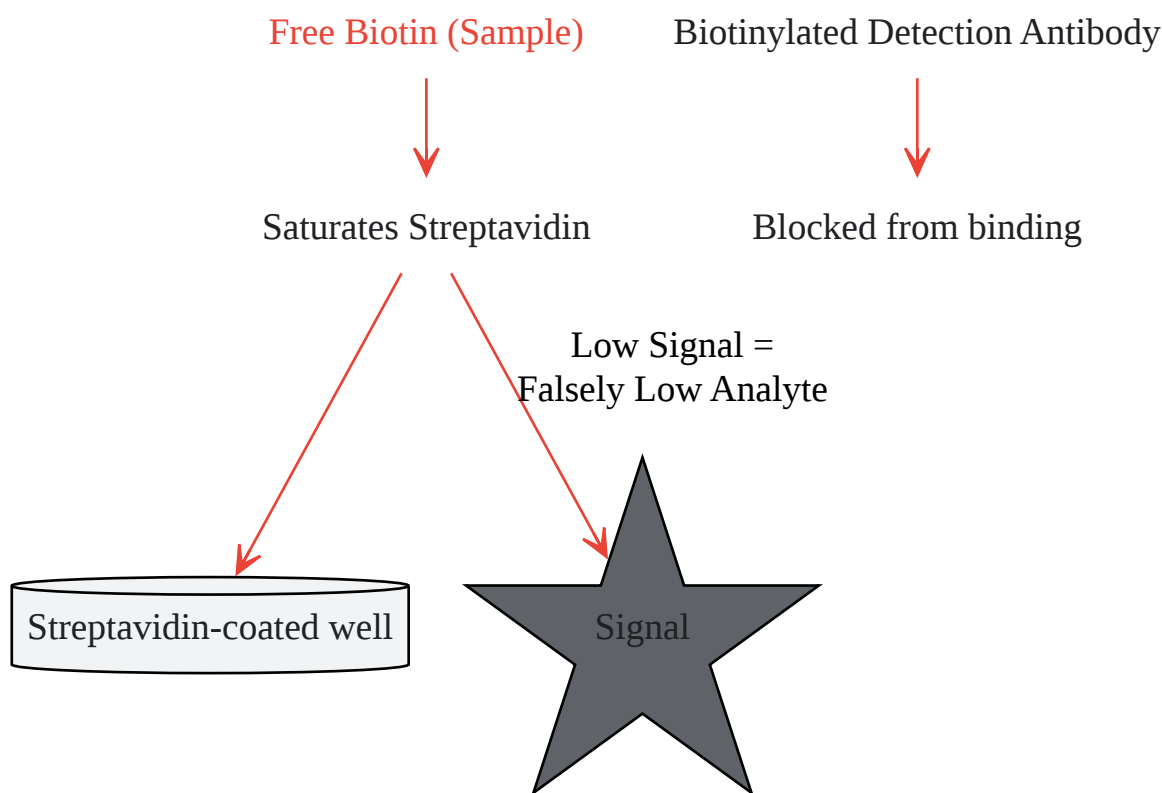 Free Biotin (Sample)
Biotinylated Detection Antibody
Saturates Streptavidin
Blocked from binding
Low Signal =
Falsely Low Analyte
Streptavidin-coated well
Signal